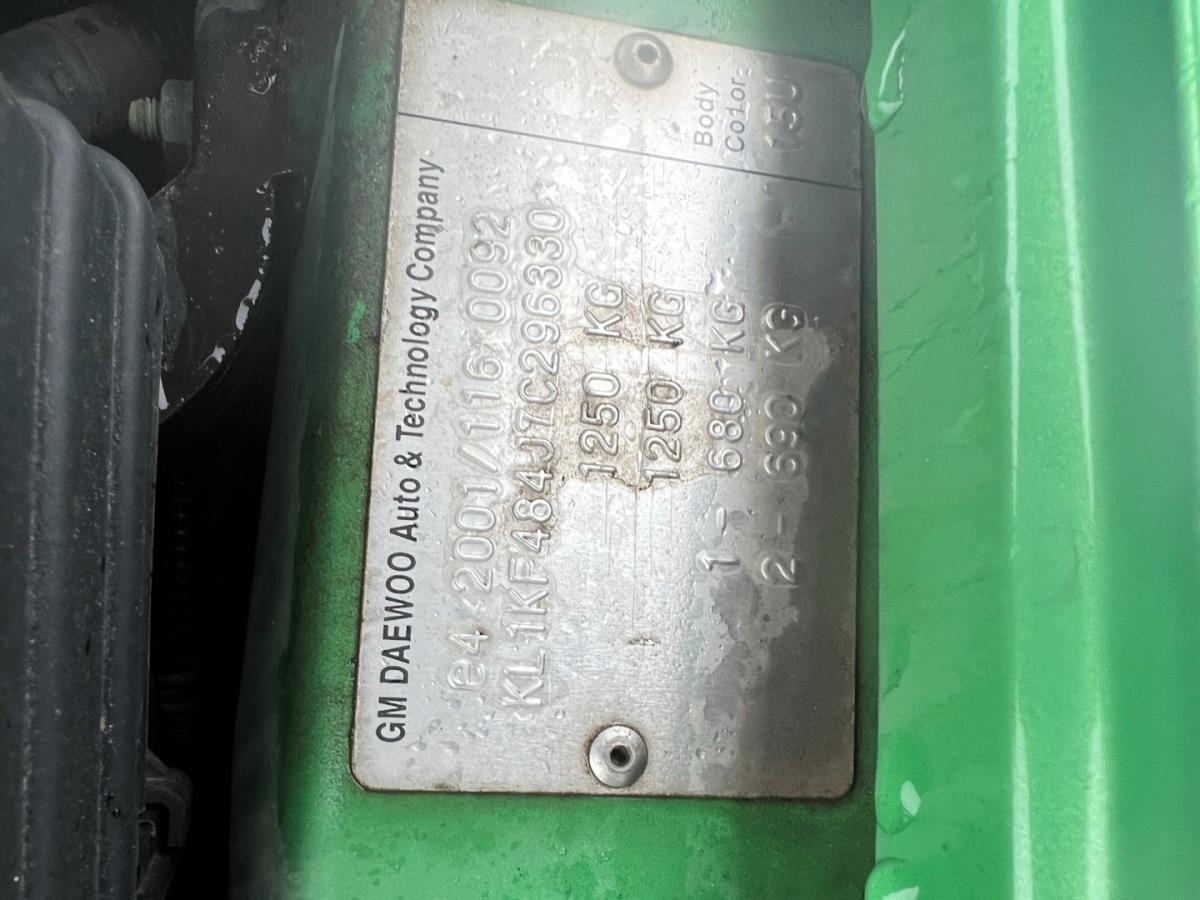 GM DAEWOO Auto & Technology Company
e4*2001/116*0092
KL1KF484J7C296330
1250 KG
1250 KG
1- 680 KG
2- 690 KG
Body
Color
15U